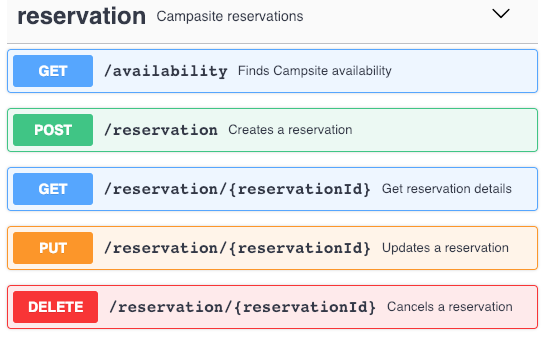 reservation Campasite reservations
GET /availability Finds Campsite availability
POST /reservation Creates a reservation
GET /reservation/{reservationId} Get reservation details
PUT /reservation/{reservationId} Updates a reservation
DELETE /reservation/{reservationId} Cancels a reservation